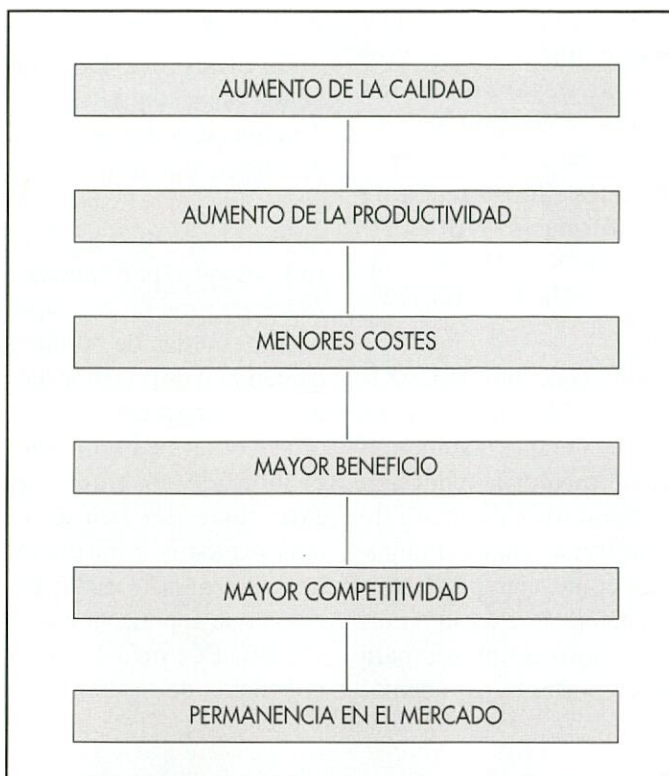 AUMENTO DE LA CALIDAD
AUMENTO DE LA PRODUCTIVIDAD
MENORES COSTES
MAYOR BENEFICIO
MAYOR COMPETITIVIDAD
PERMANENCIA EN EL MERCADO